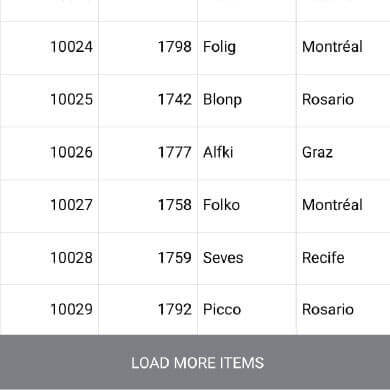 10024 1798 Folig Montréal
10025 1742 Blonp Rosario
10026 1777 Alfki Graz
10027 1758 Folko Montréal
10028 1759 Seves Recife
10029 1792 Picco Rosario
LOAD MORE ITEMS